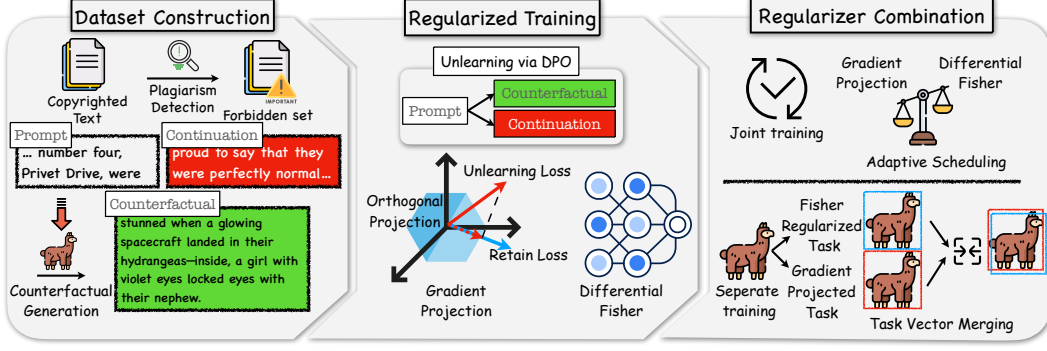 Dataset Construction
Copyrighted
Text
Plagiarism
Detection
IMPORTANT
Forbidden set
Prompt
... number four,
Privet Drive, were
Continuation
proud to say that they
were perfectly normal...
Counterfactual
Generation
Counterfactual
stunned when a glowing
spacecraft landed in their
hydrangeas—inside, a girl with
violet eyes locked eyes with
their nephew.
Regularized Training
Unlearning via DPO
Prompt
Counterfactual
Continuation
Orthogonal
Projection
Unlearning Loss
Retain Loss
Gradient
Projection
Differential
Fisher
Regularizer Combination
Joint training
Gradient
Projection
Differential
Fisher
Adaptive Scheduling
Seperate
training
Fisher
Regularized
Task
Gradient
Projected
Task
Task Vector Merging